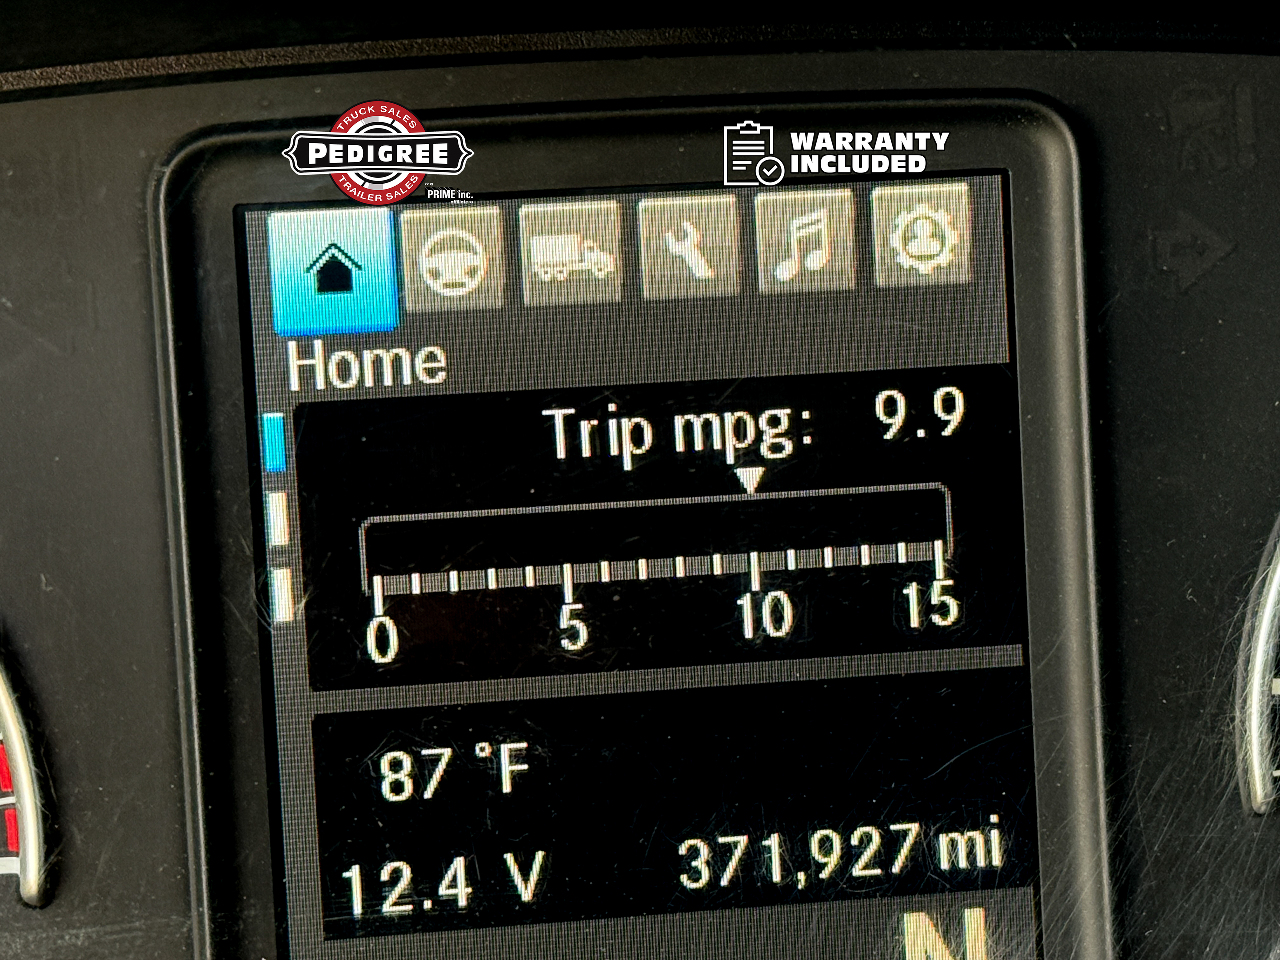 TRUCK SALES
PEDIGREE
TRAILER SALES
PRIME inc.
WARRANTY
INCLUDED
Home
Trip mpg: 9.9
0 5 10 15
87 °F
12.4 V 371,927 mi
N